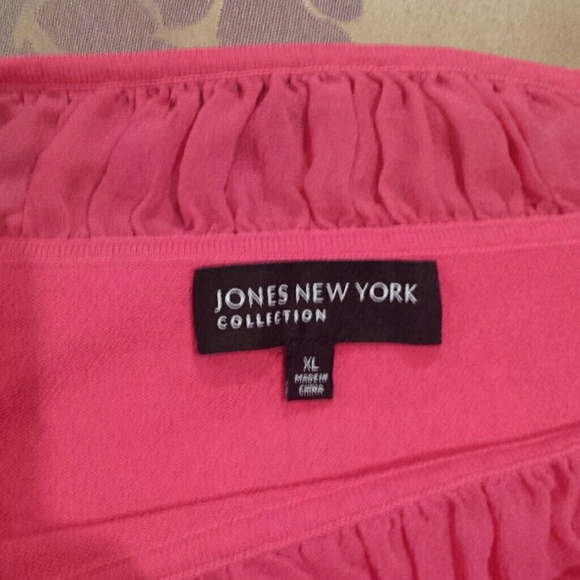 JONES NEW YORK
COLLECTION
XL
MADE IN
CHINA